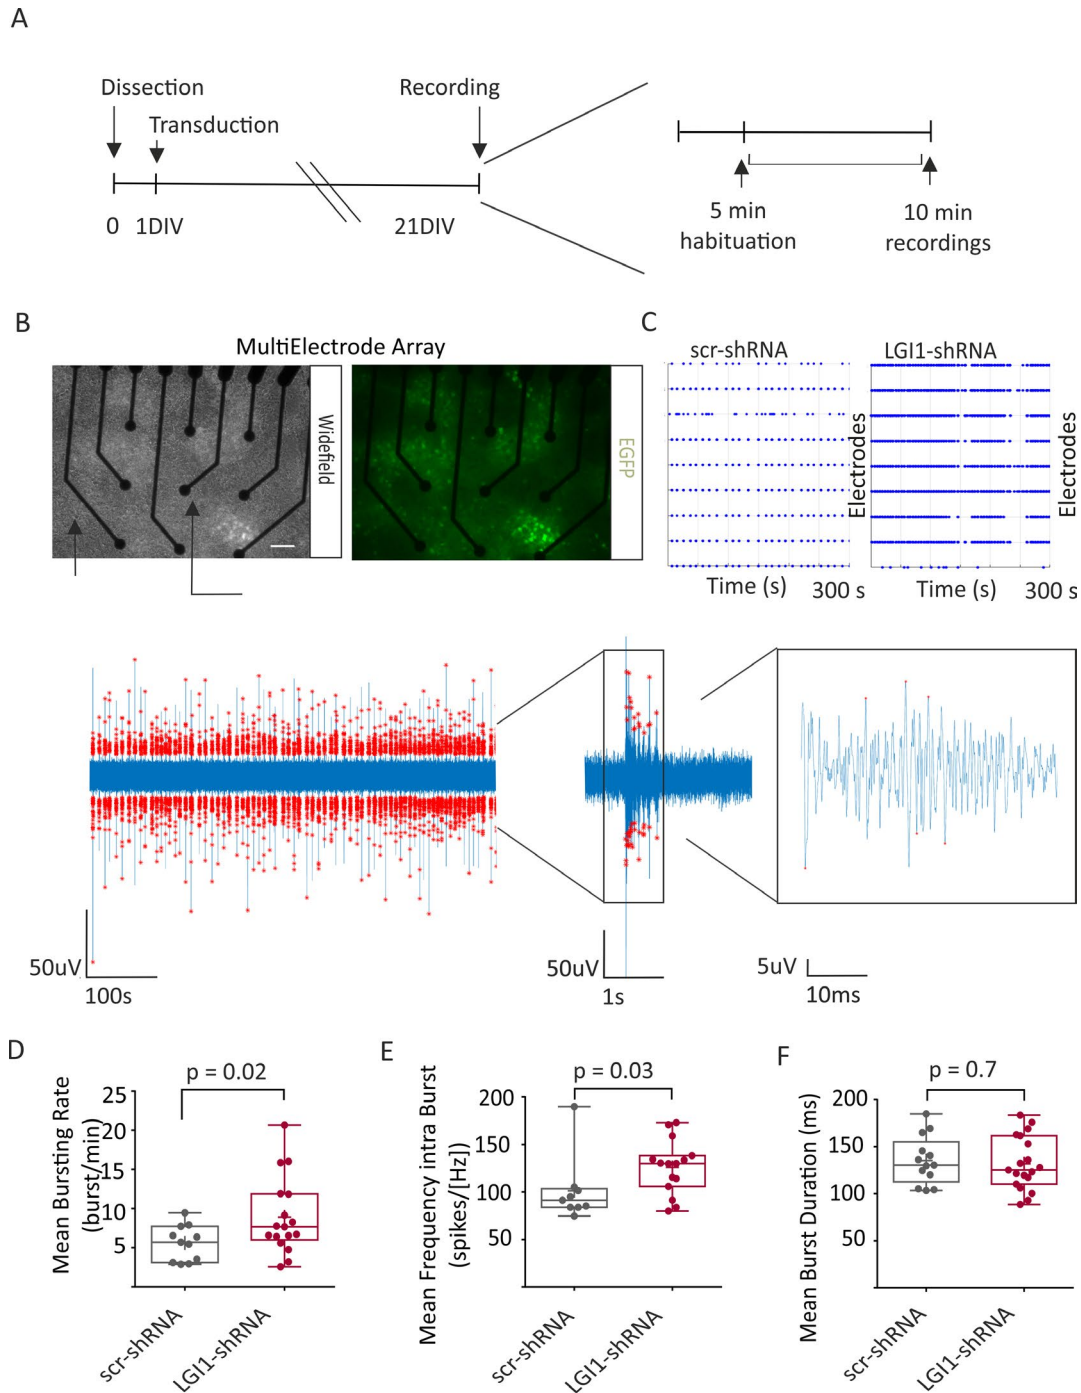 A
Dissection
Recording
Transduction
0 1DIV
21DIV
5 min
habituation
10 min
recordings
B
MultiElectrode Array
Widefield
EGFP
C
scr-shRNA
LGI1-shRNA
Electrodes
Electrodes
Time (s)
300 s
Time (s)
300 s
50uV
100s
50uV
1s
5uV
10ms
D
p = 0.02
Mean Bursting Rate
(burst/min)
25
20
15
10
5
scr-shRNA
LGI1-shRNA
E
p = 0.03
Mean Frequency intra Burst
(spikes/[Hz])
200
150
100
50
scr-shRNA
LGI1-shRNA
F
p = 0.7
Mean Burst Duration (ms)
200
150
100
50
scr-shRNA
LGI1-shRNA